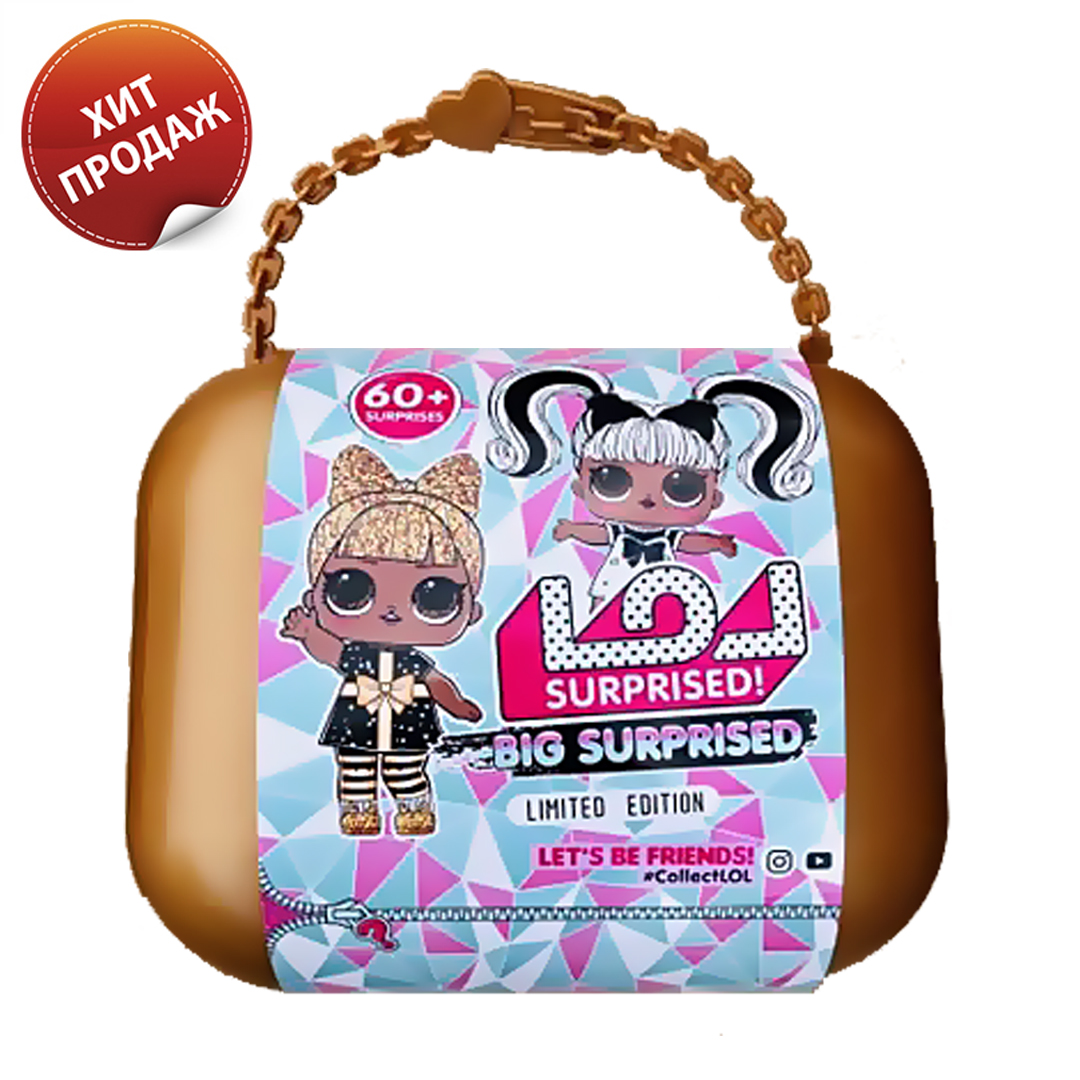 ХИТ
ПРОДАЖ
60+
SURPRISES
LOL
SURPRISED!
BIG SURPRISED
LIMITED EDITION
LET'S BE FRIENDS!
#CollectLOL